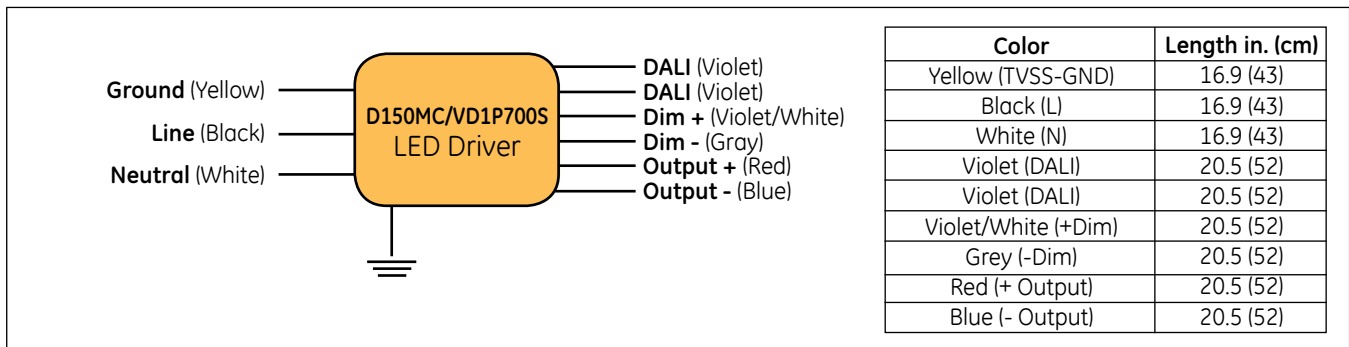 Ground (Yellow)
Line (Black)
Neutral (White)
D150MC/VD1P700S
LED Driver
DALI (Violet)
DALI (Violet)
Dim + (Violet/White)
Dim - (Gray)
Output + (Red)
Output - (Blue)
Color Length in. (cm)
Yellow (TVSS-GND) 16.9 (43)
Black (L) 16.9 (43)
White (N) 16.9 (43)
Violet (DALI) 20.5 (52)
Violet (DALI) 20.5 (52)
Violet/White (+Dim) 20.5 (52)
Grey (-Dim) 20.5 (52)
Red (+ Output) 20.5 (52)
Blue (- Output) 20.5 (52)